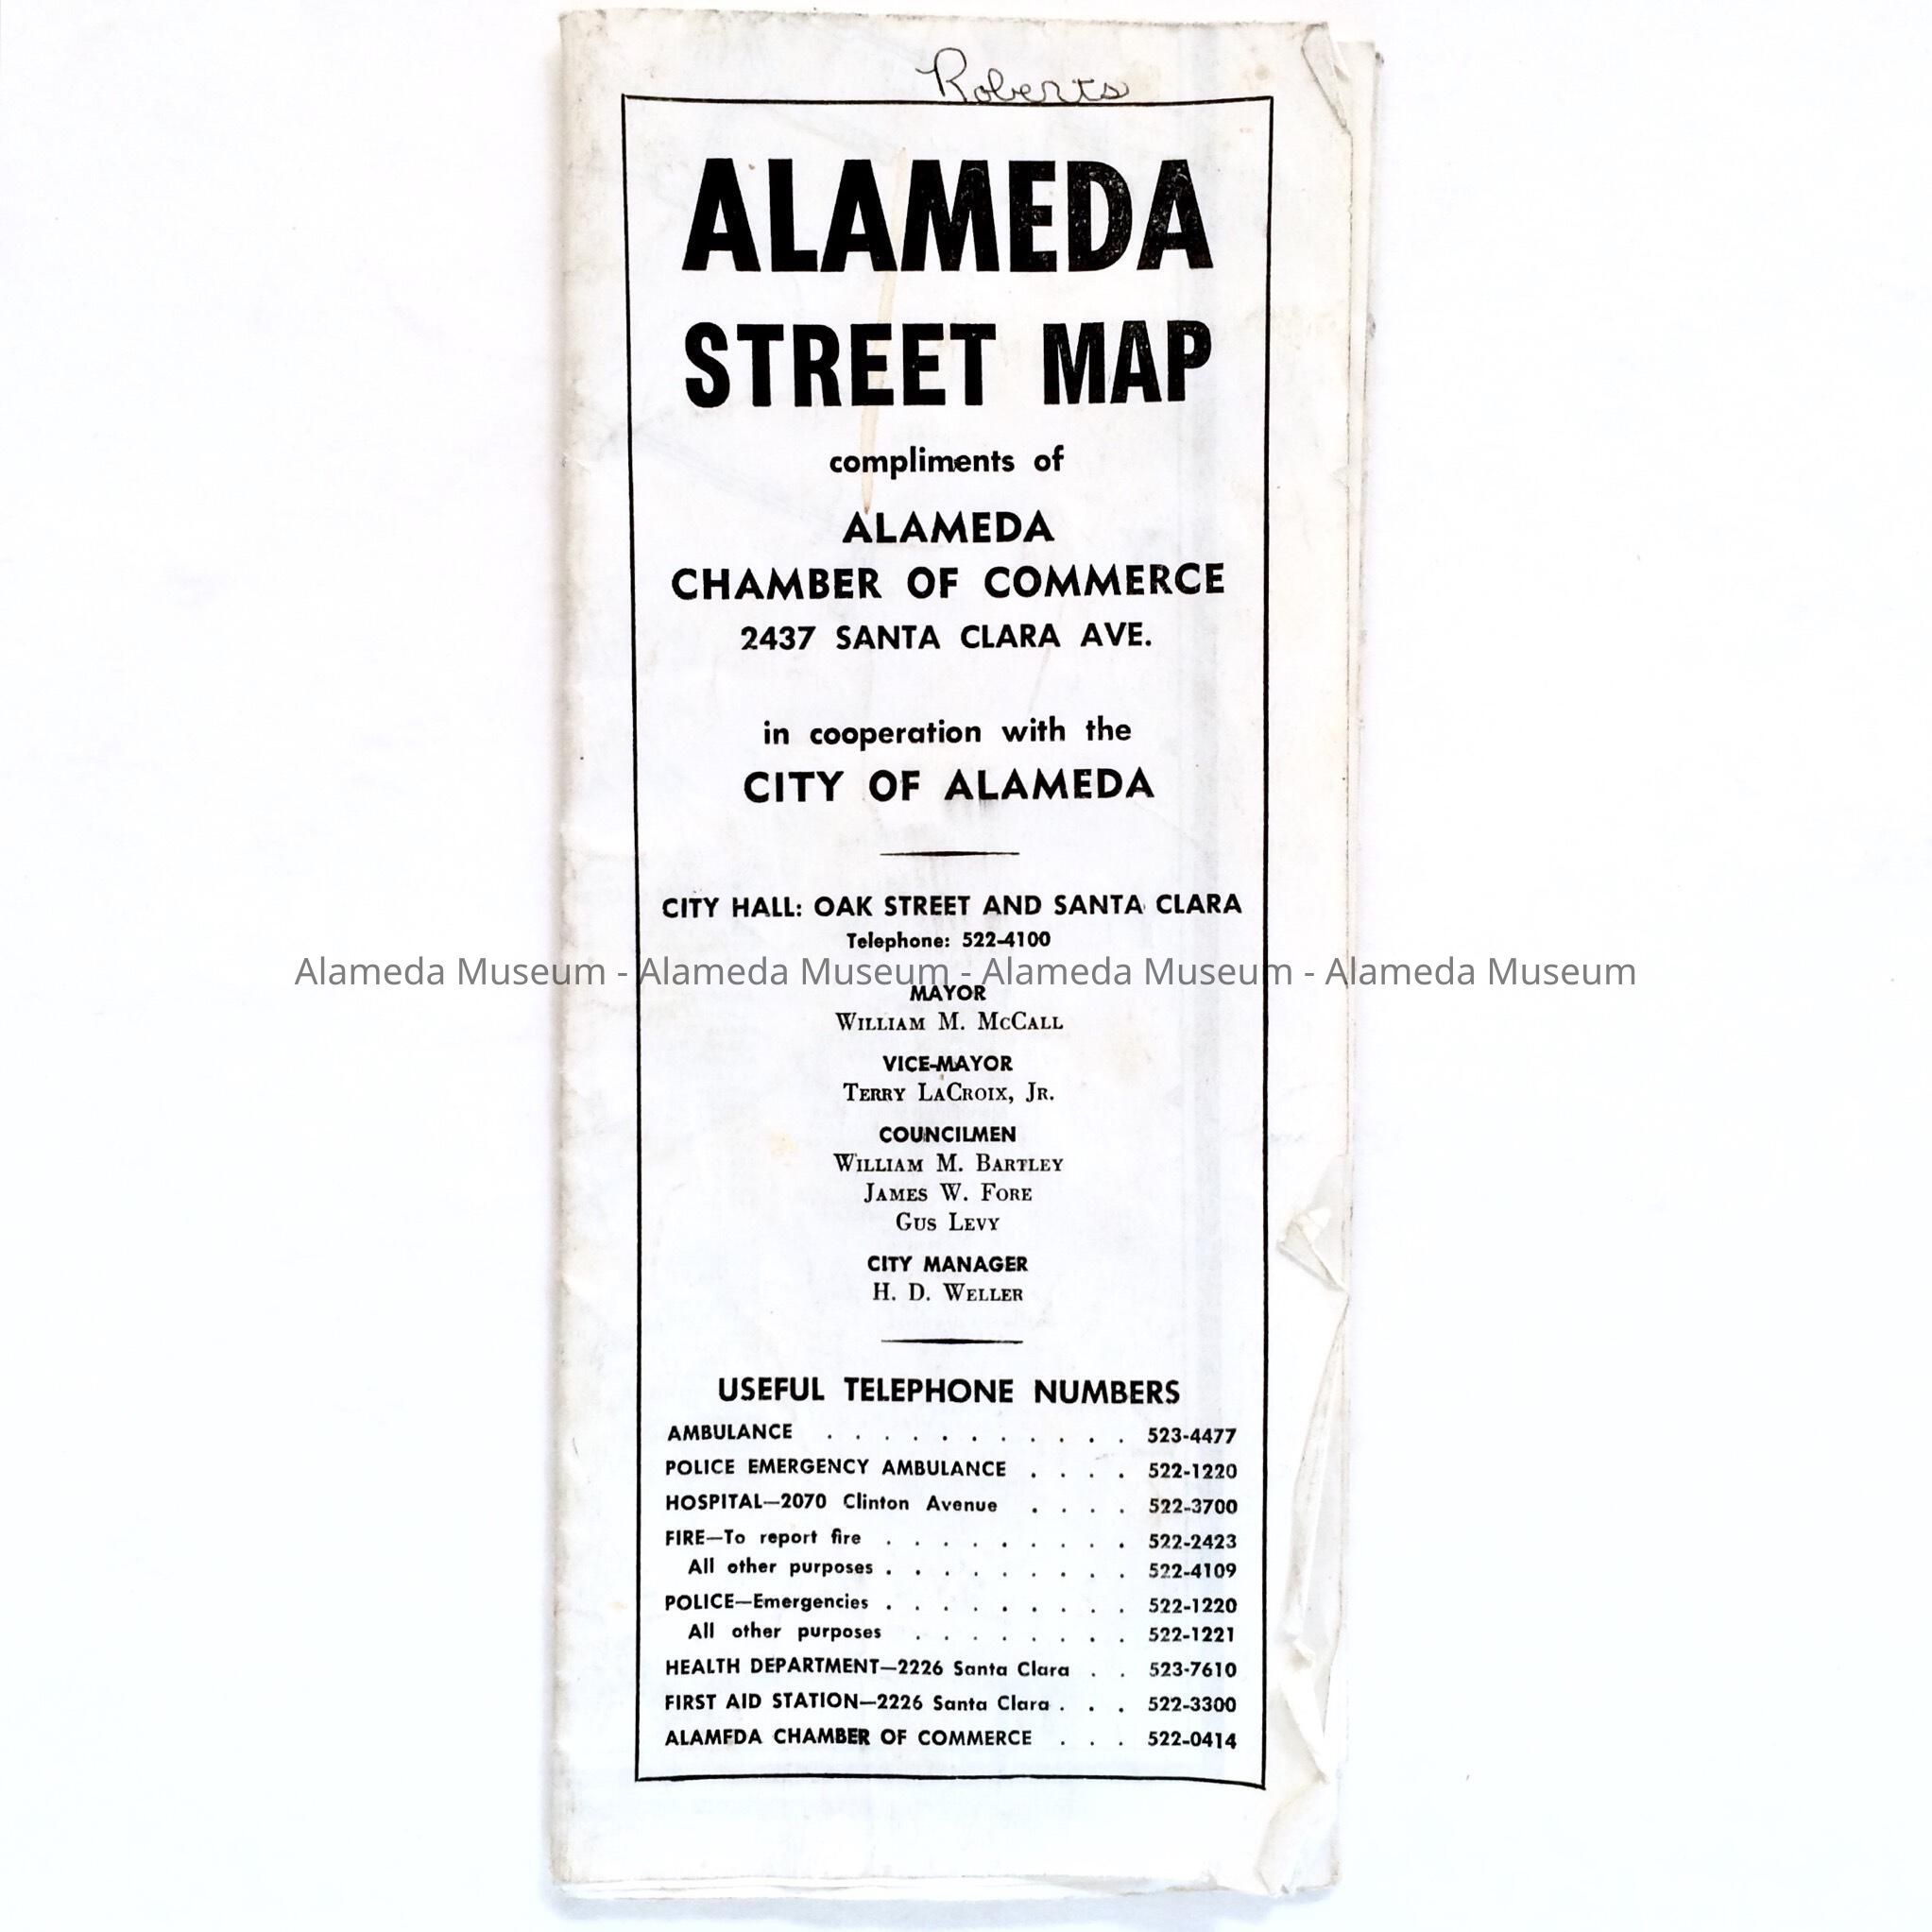 Roberts
ALAMEDA
STREET MAP
compliments of
ALAMEDA
CHAMBER OF COMMERCE
2437 SANTA CLARA AVE.
in cooperation with the
CITY OF ALAMEDA
CITY HALL: OAK STREET AND SANTA CLARA
Telephone: 522-4100
Alameda Museum - Alameda Museum - Alameda Museum - Alameda Museum
MAYOR
WILLIAM M. MCCALL
VICE-MAYOR
TERRY LACROIX, JR.
COUNCILMEN
WILLIAM M. BARTLEY
JAMES W. FORE
GUS LEVY
CITY MANAGER
H. D. WELLER
USEFUL TELEPHONE NUMBERS
AMBULANCE . . . . . . . . . . . 523-4477
POLICE EMERGENCY AMBULANCE . . . . 522-1220
HOSPITAL—2070 Clinton Avenue . . . . 522-3700
FIRE—To report fire . . . . . . . . . 522-2423
All other purposes . . . . . . . . . 522-4109
POLICE—Emergencies . . . . . . . . . 522-1220
All other purposes . . . . . . . . 522-1221
HEALTH DEPARTMENT—2226 Santa Clara . . 523-7610
FIRST AID STATION—2226 Santa Clara . . . 522-3300
ALAMFDA CHAMBER OF COMMERCE . . . 522-0414